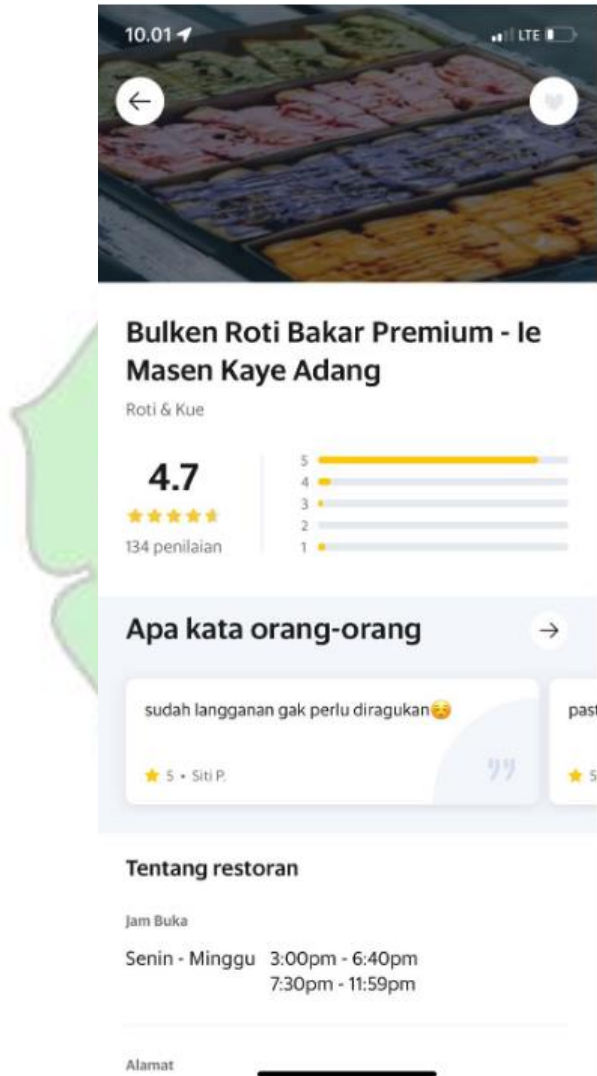 10.01
LTE
Bulken Roti Bakar Premium - Ie
Masen Kaye Adang
Roti & Kue
4.7
134 penilaian
5
4
3
2
1
Apa kata orang-orang
sudah langganan gak perlu diragukan😌
5 • Siti P.
past
5
Tentang restoran
Jam Buka
Senin - Minggu 3:00pm - 6:40pm
7:30pm - 11:59pm
Alamat